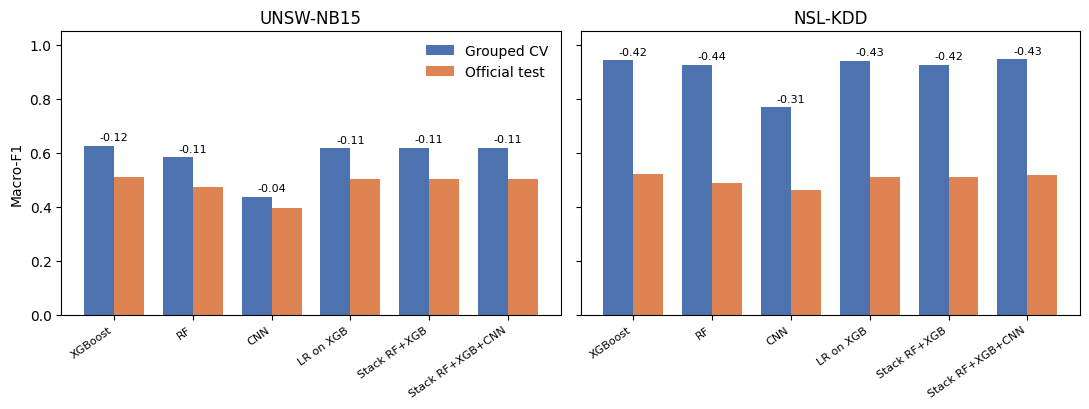 UNSW-NB15
NSL-KDD
Macro-F1
1.0
0.8
0.6
0.4
0.2
0.0
Grouped CV
Official test
-0.12
-0.11
-0.04
-0.11
-0.11
-0.11
-0.42
-0.44
-0.31
-0.43
-0.42
-0.43
XGBoost
RF
CNN
LR on XGB
Stack RF+XGB
Stack RF+XGB+CNN
XGBoost
RF
CNN
LR on XGB
Stack RF+XGB
Stack RF+XGB+CNN